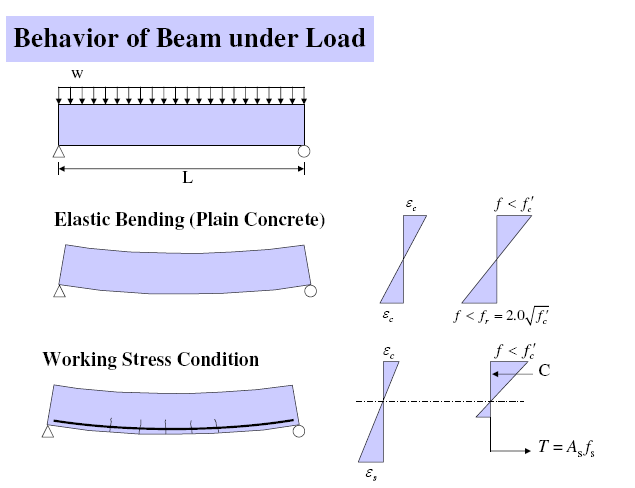 Behavior of Beam under Load
w
L
Elastic Bending (Plain Concrete)
εc
f < f′c
εc
f < fr = 2.0√f′c
Working Stress Condition
εc
f < f′c
C
T = Asfs
εs